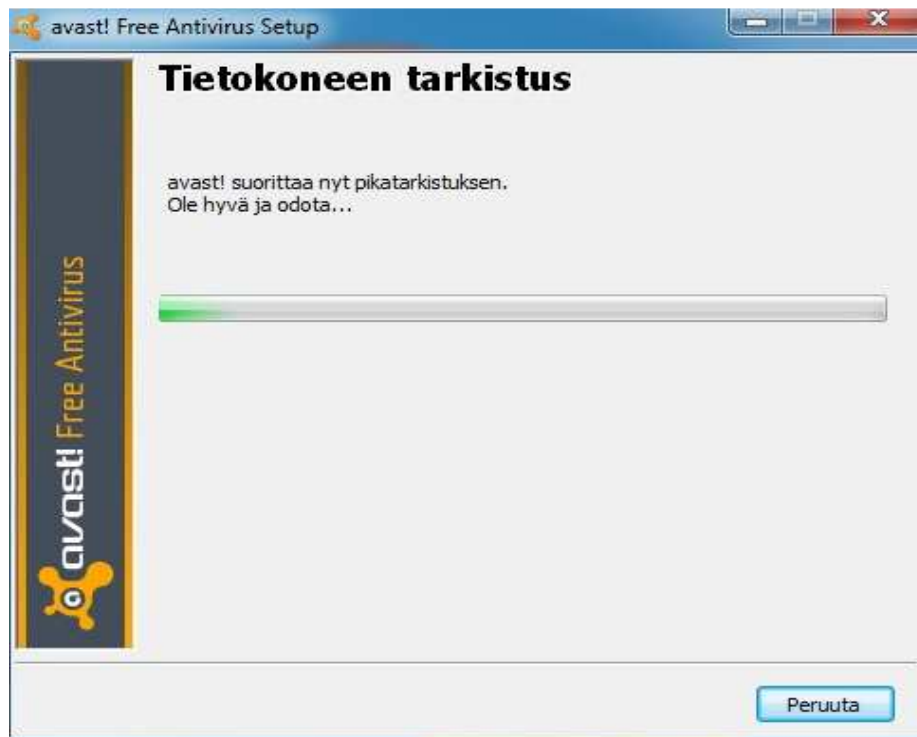 avast! Free Antivirus Setup
Tietokoneen tarkistus
avast! suorittaa nyt pikatarkistuksen.
Ole hyvä ja odota...
avast! Free Antivirus
Peruuta